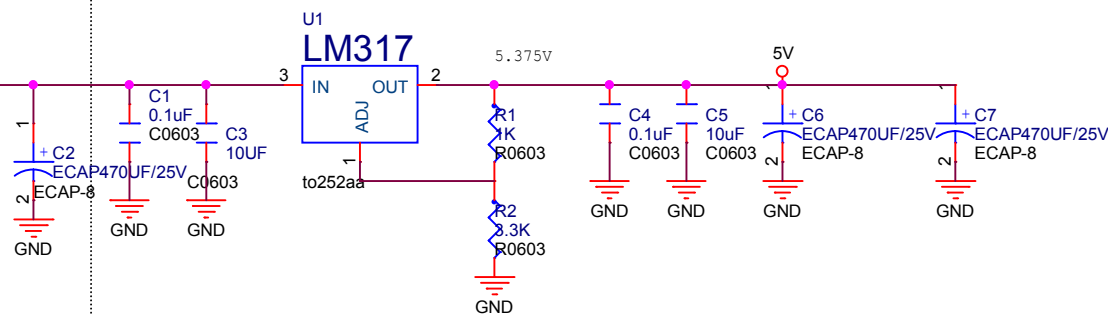 U1
LM317
5.375V
5V
3
IN
OUT
2
ADJ
1
to252aa
1
+
C2
ECAP470UF/25V
ECAP-8
2
GND
C1
0.1uF
C0603
GND
C3
10UF
C0603
GND
R1
1K
R0603
R2
3.3K
R0603
GND
C4
0.1uF
C0603
GND
C5
10uF
C0603
GND
1
+
C6
ECAP470UF/25V
ECAP-8
2
GND
1
+
C7
ECAP470UF/25V
ECAP-8
2
GND